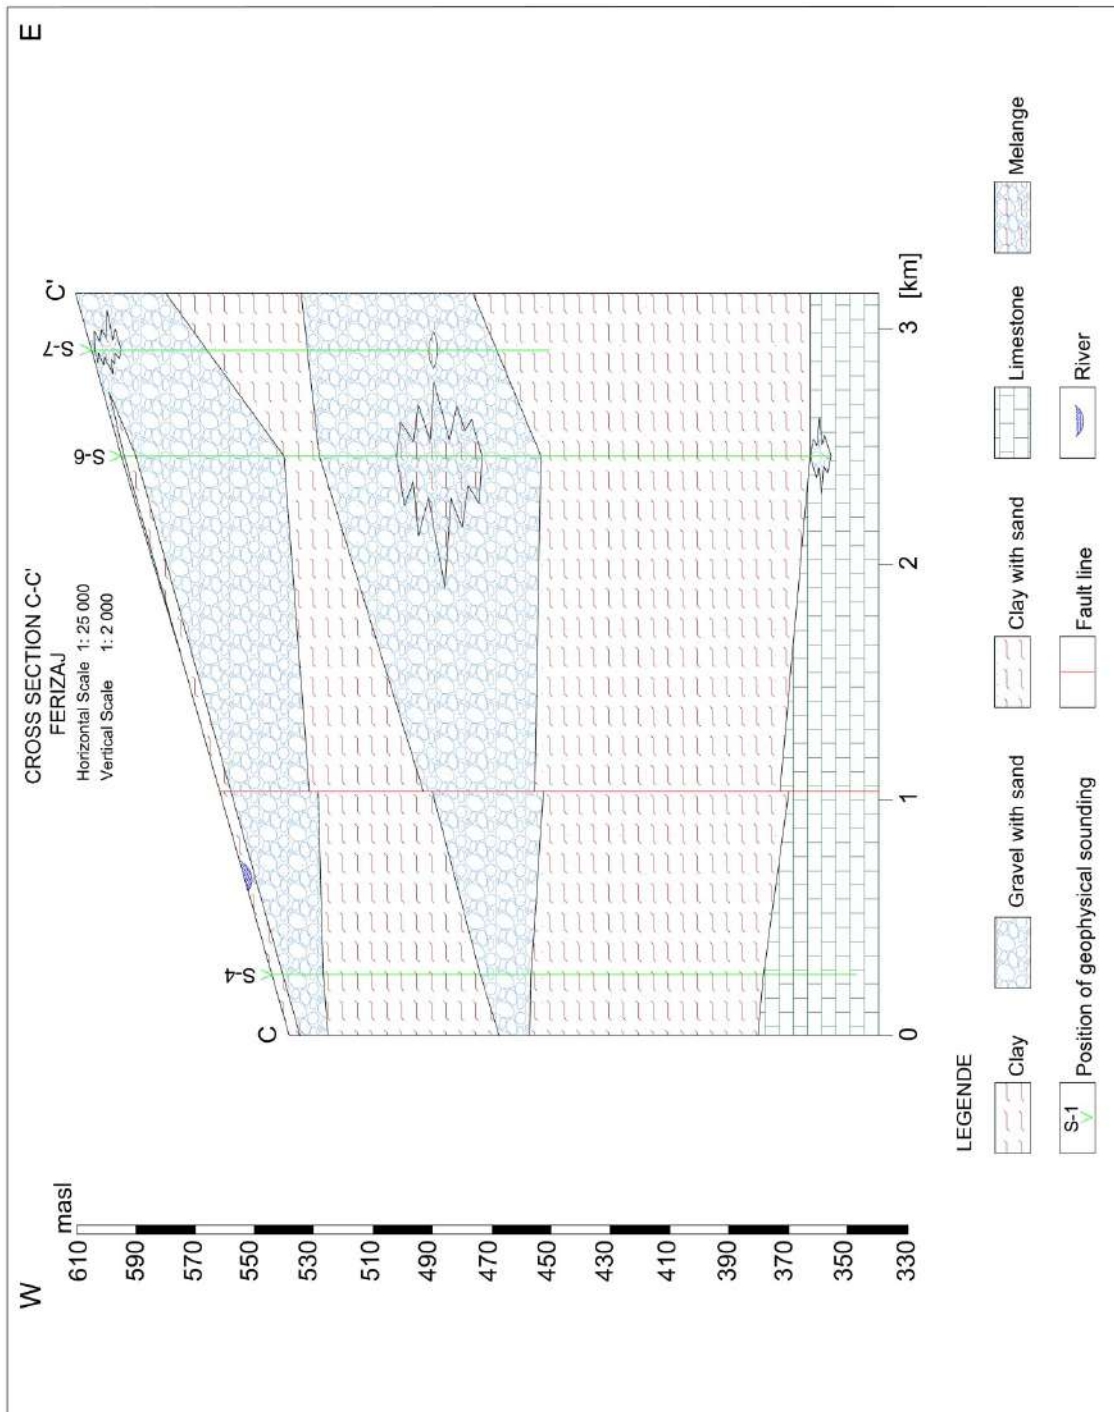 W
E
CROSS SECTION C-C'
FERIZAJ
Horizontal Scale 1: 25 000
Vertical Scale 1: 2 000
masl
610
590
570
550
530
510
490
470
450
430
410
390
370
350
330
C
S-4
S-6
S-7
C'
0
1
2
3
[km]
LEGENDE
Clay
Gravel with sand
Clay with sand
Limestone
Melange
S-1
Position of geophysical sounding
Fault line
River